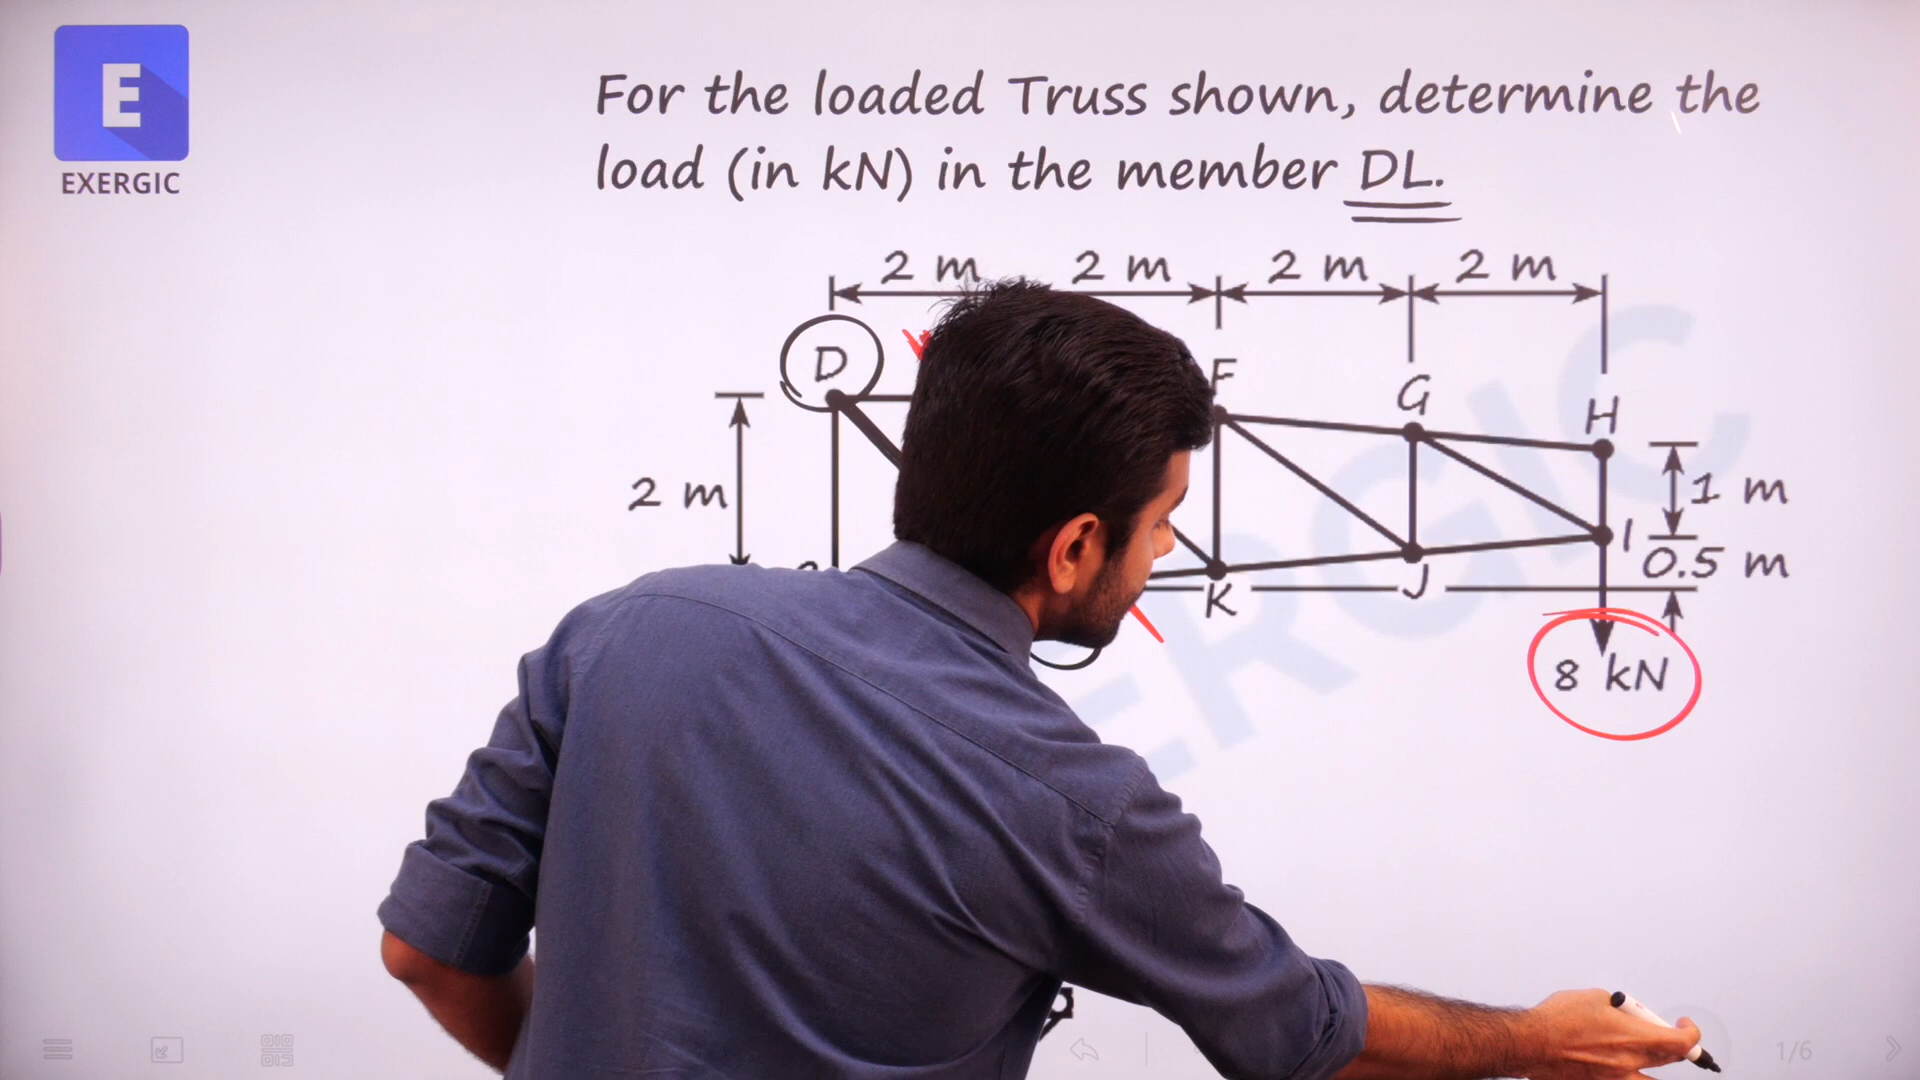 E
EXERGIC
For the loaded Truss shown, determine the
load (in kN) in the member DL.
2 m 2 m 2 m 2 m
D F G H
2 m
1 m
I
0.5 m
K J
8 kN
1/6